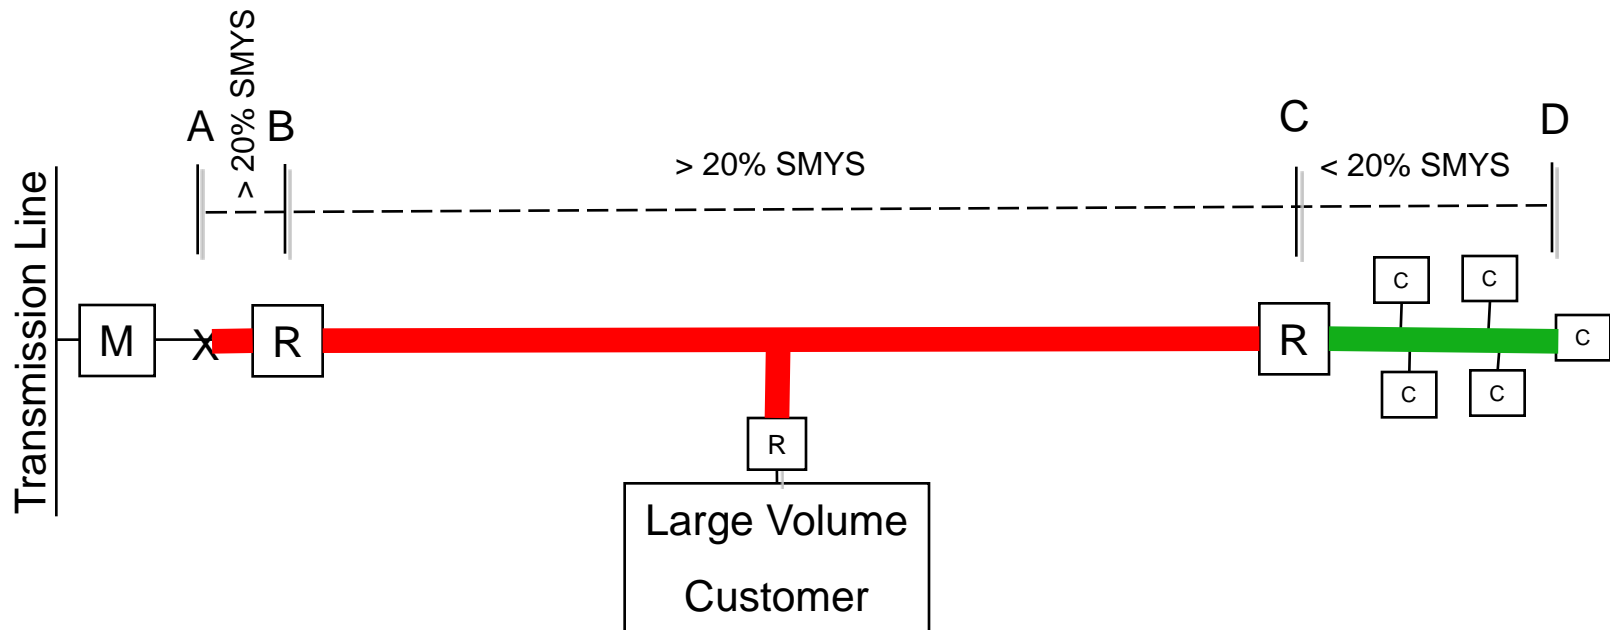 > 20% SMYS
A
B
C
D
> 20% SMYS
< 20% SMYS
Transmission Line
M
X
R
R
C
C
C
C
C
R
Large Volume
Customer